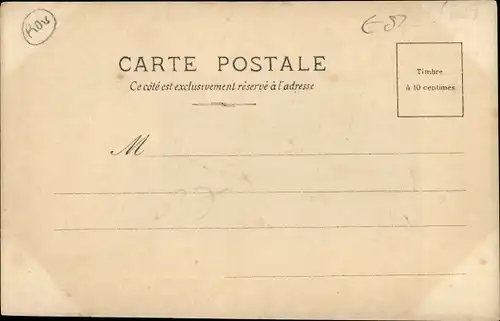 CARTE POSTALE
Ce côté est exclusivement réservé à l'adresse
Timbre
à 10 centimes
M